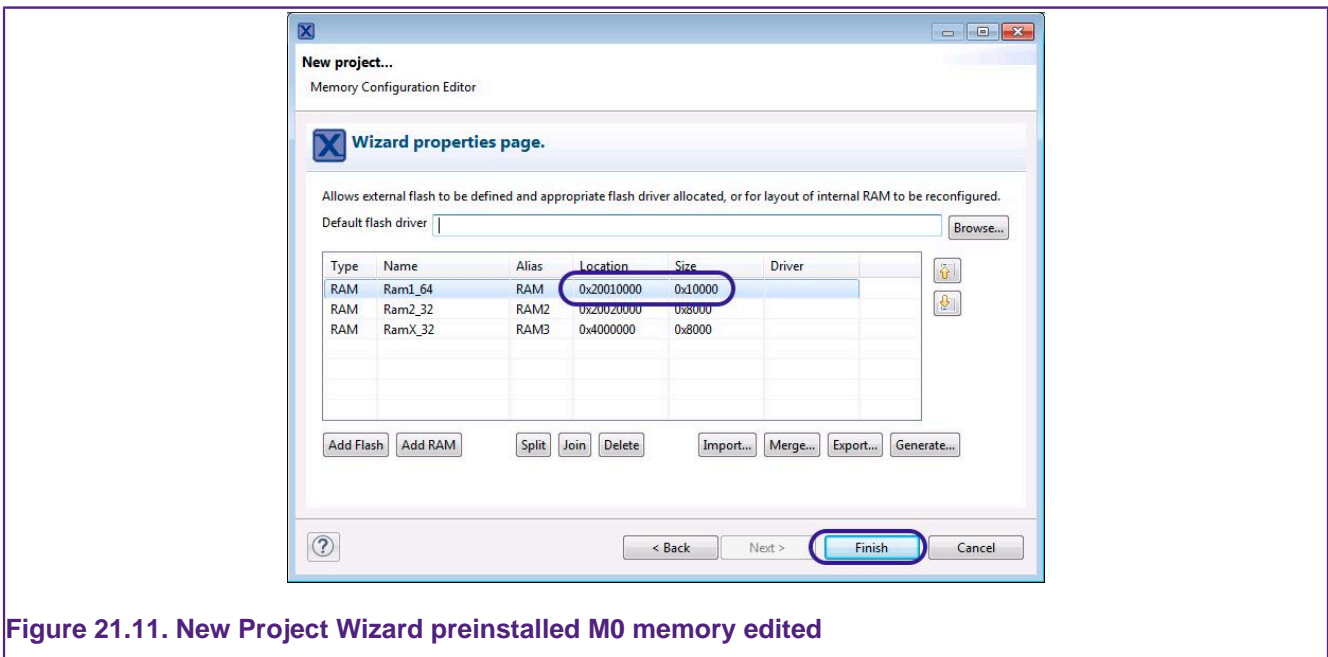 New project...
Memory Configuration Editor
Wizard properties page.
Allows external flash to be defined and appropriate flash driver allocated, or for layout of internal RAM to be reconfigured.
Default flash driver Browse...
Type Name Alias Location Size Driver
RAM Ram1_64 RAM 0x20010000 0x10000
RAM Ram2_32 RAM2 0x20020000 0x8000
RAM RamX_32 RAM3 0x4000000 0x8000
Add Flash Add RAM Split Join Delete Import... Merge... Export... Generate...
? < Back Next > Finish Cancel
Figure 21.11. New Project Wizard preinstalled M0 memory edited